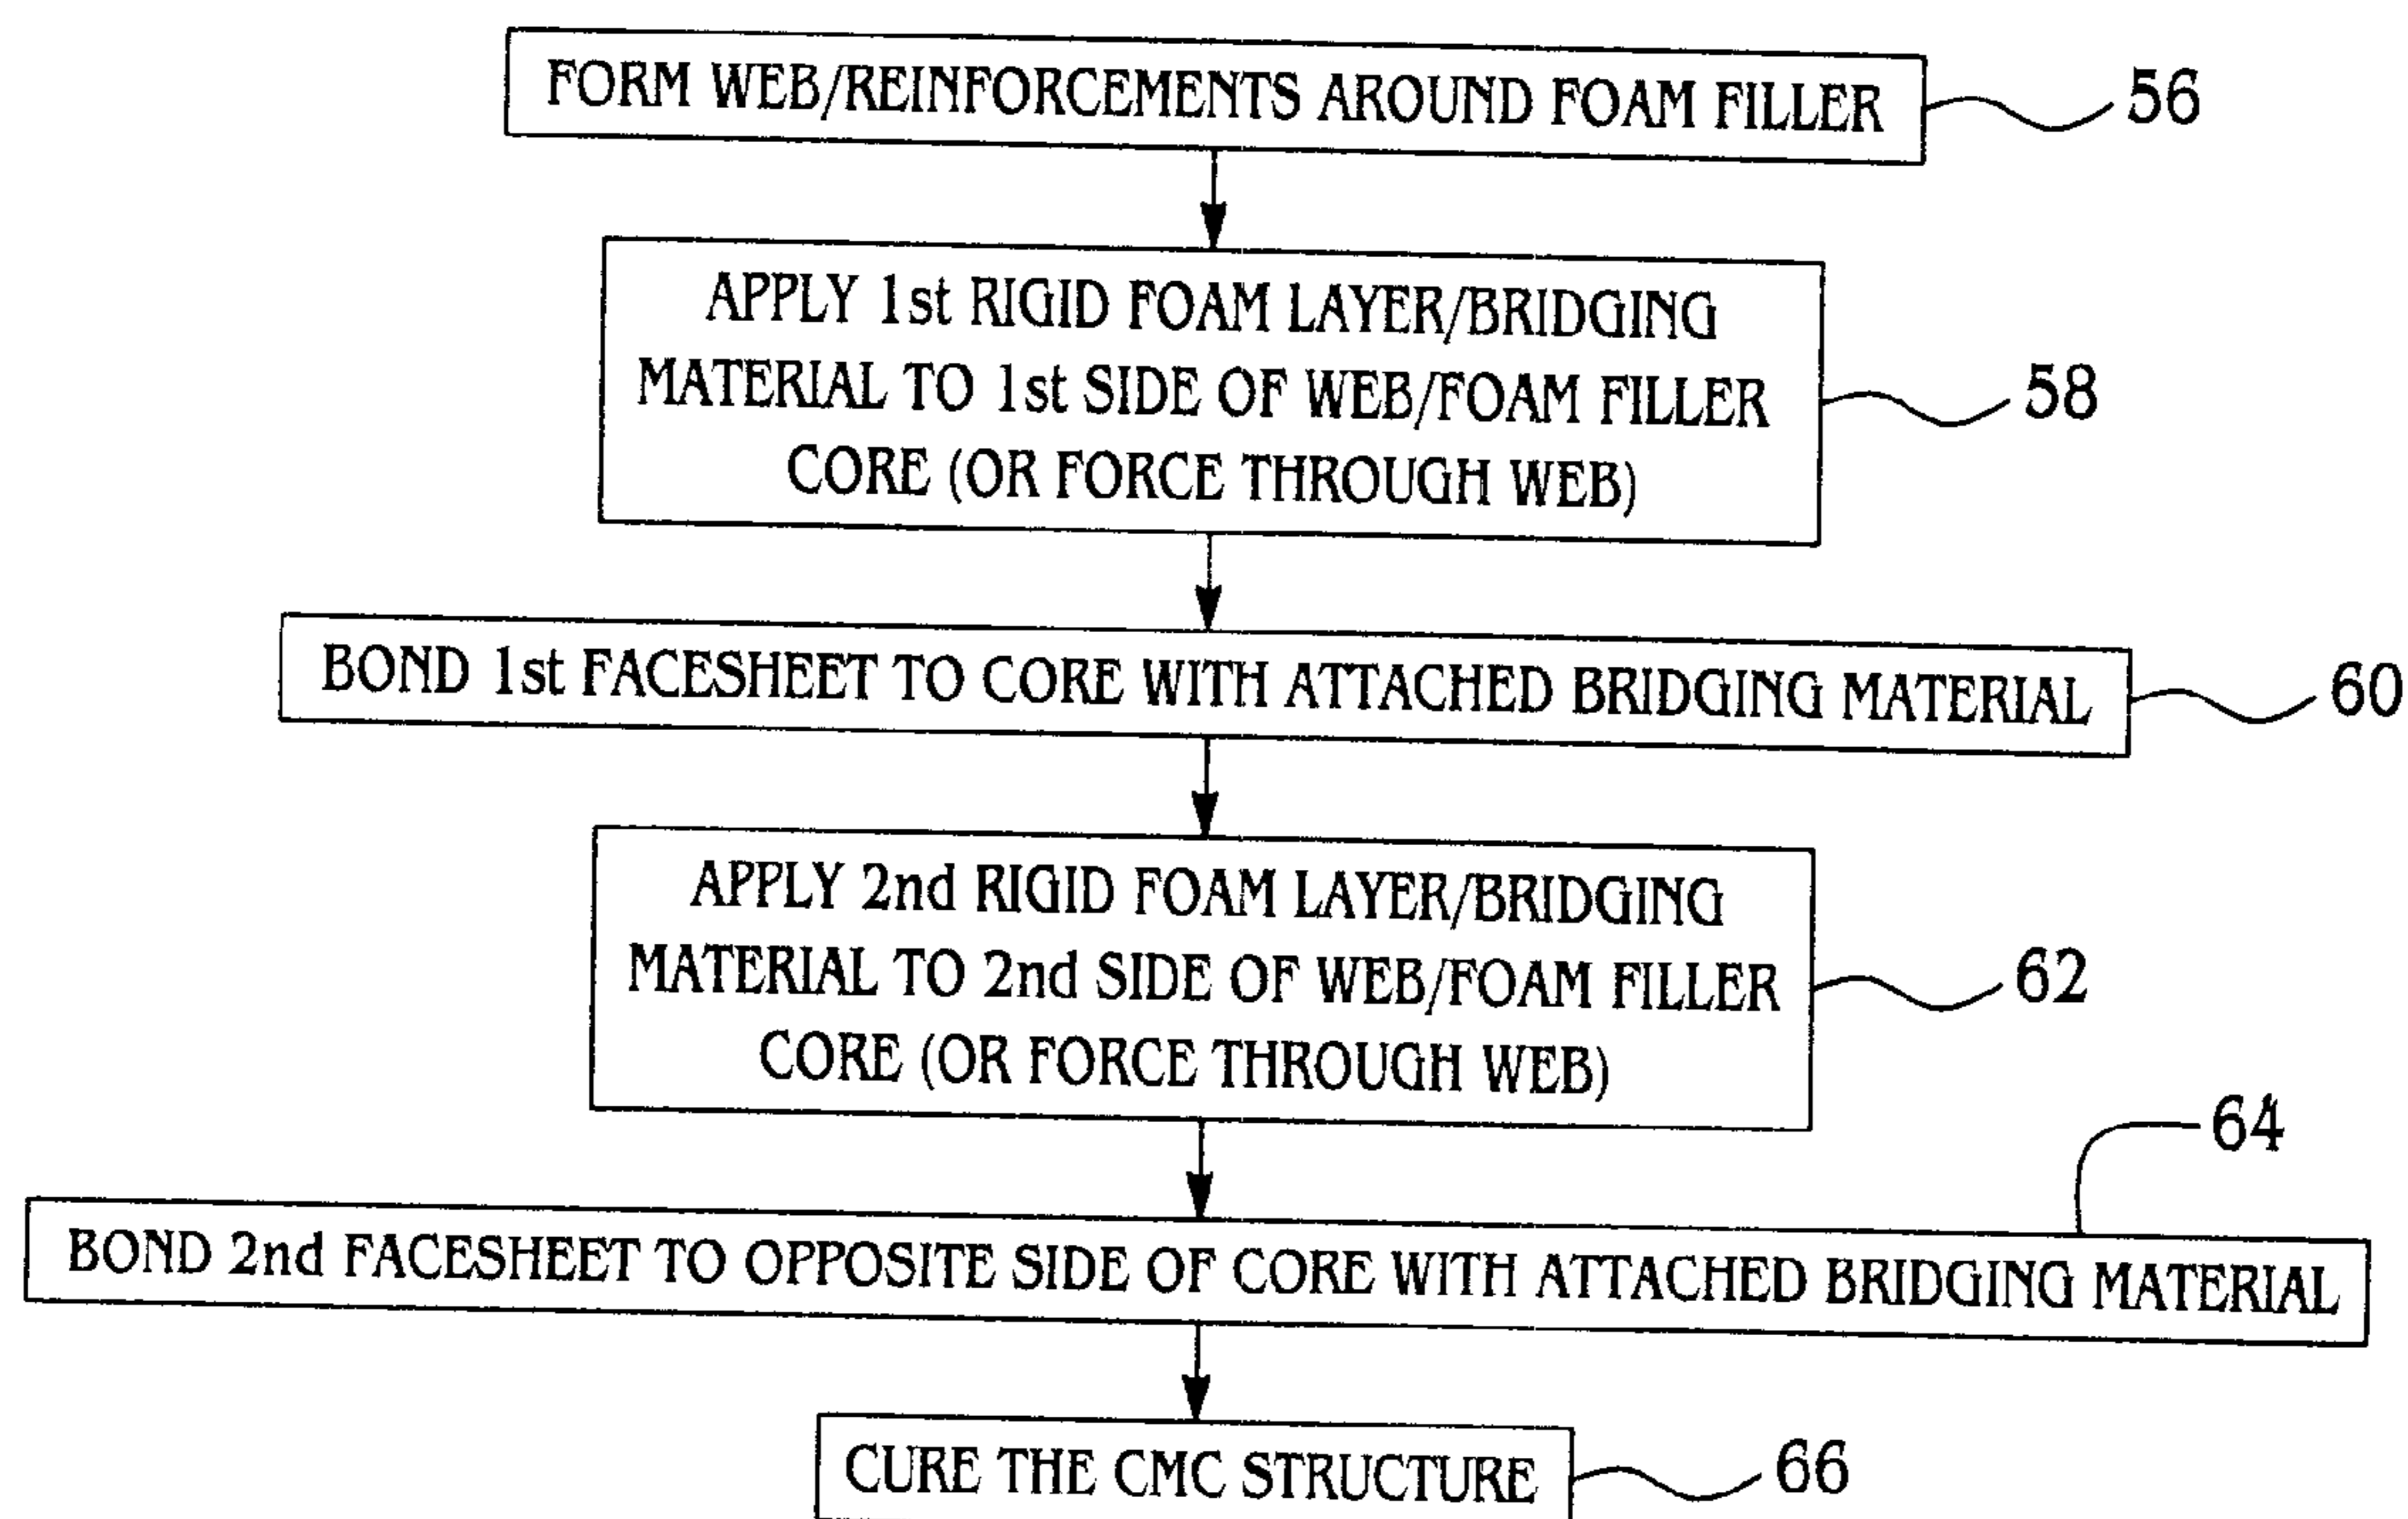 FORM WEB/REINFORCEMENTS AROUND FOAM FILLER
56
APPLY 1st RIGID FOAM LAYER/BRIDGING
MATERIAL TO 1st SIDE OF WEB/FOAM FILLER
CORE (OR FORCE THROUGH WEB)
58
BOND 1st FACESHEET TO CORE WITH ATTACHED BRIDGING MATERIAL
60
APPLY 2nd RIGID FOAM LAYER/BRIDGING
MATERIAL TO 2nd SIDE OF WEB/FOAM FILLER
CORE (OR FORCE THROUGH WEB)
62
64
BOND 2nd FACESHEET TO OPPOSITE SIDE OF CORE WITH ATTACHED BRIDGING MATERIAL
CURE THE CMC STRUCTURE
66